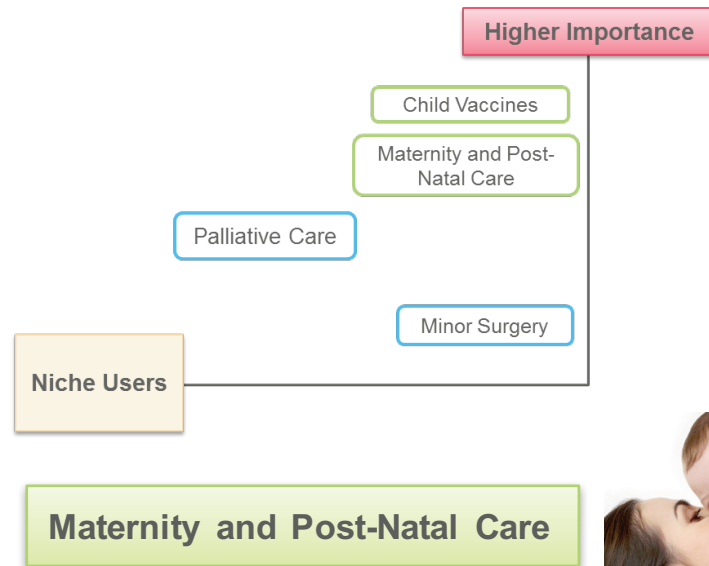 Higher Importance
Child Vaccines
Maternity and Post-
Natal Care
Palliative Care
Minor Surgery
Niche Users
Maternity and Post-Natal Care